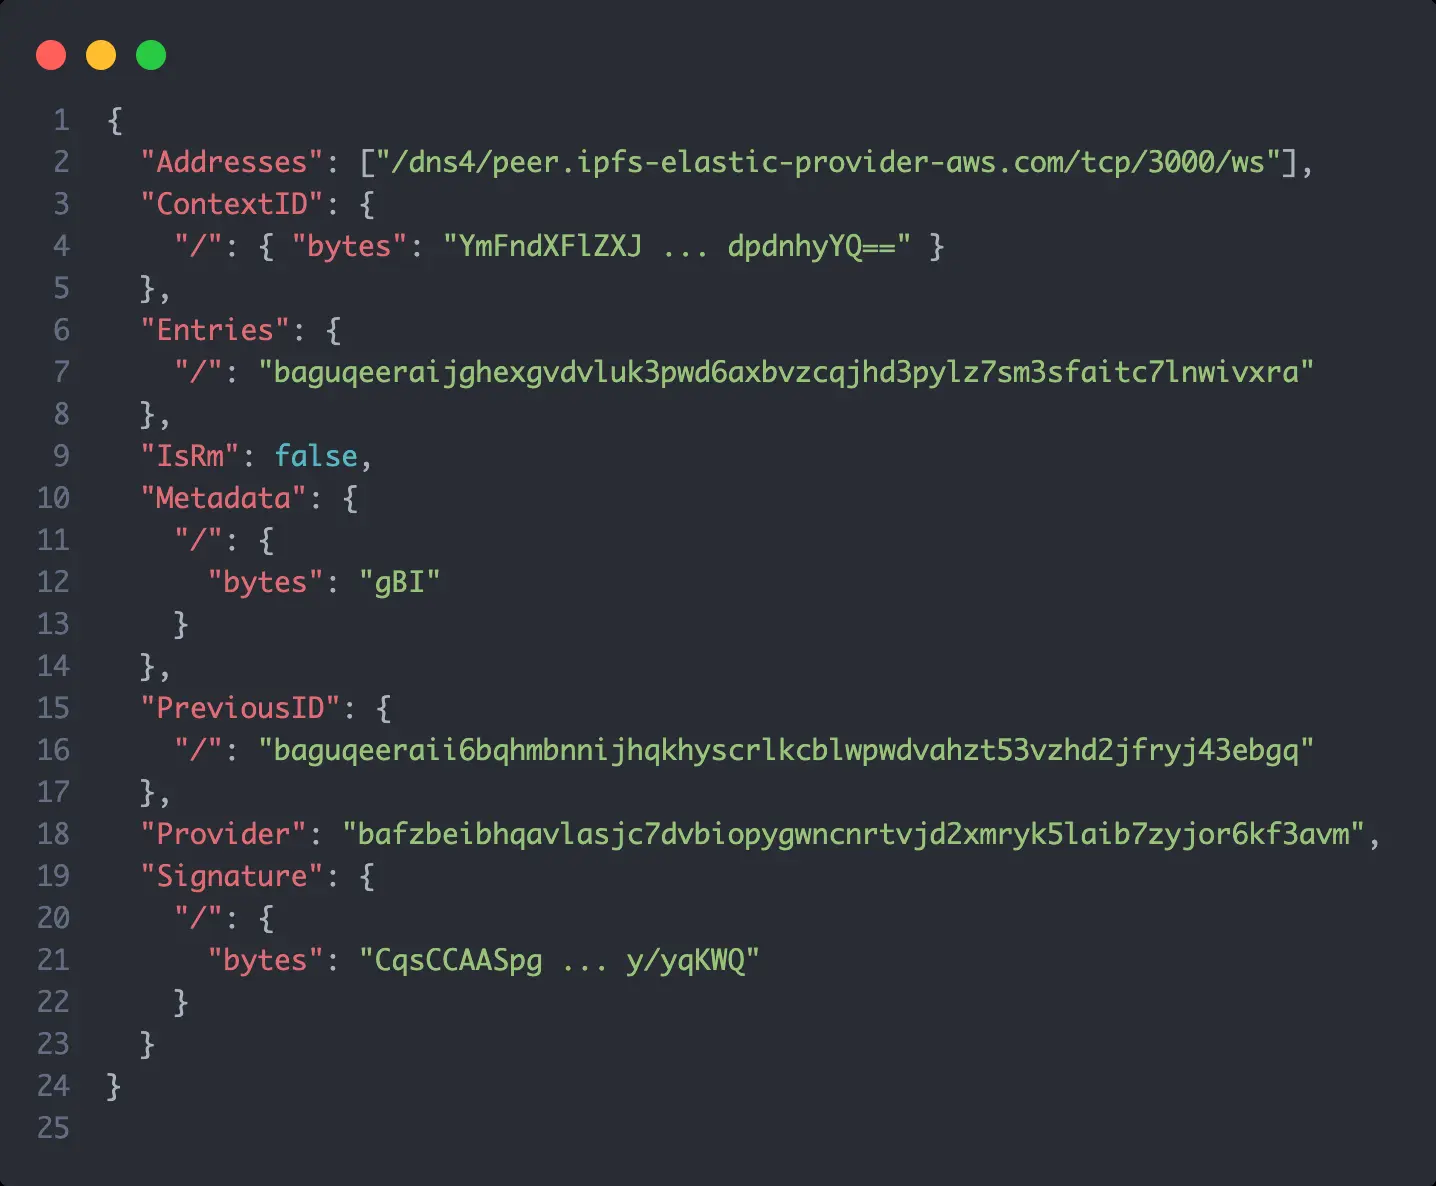 1 {
2   "Addresses": ["/dns4/peer.ipfs-elastic-provider-aws.com/tcp/3000/ws"],
3   "ContextID": {
4     "/": { "bytes": "YmFndXFlZXJ ... dpdnhyYQ==" }
5   },
6   "Entries": {
7     "/": "baguqeeraijghexgvdvluk3pwd6axbvzcqjhd3pylz7sm3sfaitc7lnwivxra"
8   },
9   "IsRm": false,
10   "Metadata": {
11     "/": {
12       "bytes": "gBI"
13     }
14   },
15   "PreviousID": {
16     "/": "baguqeeraii6bqhmbnnijhqkhyscrlkcblwpwdvahzt53vzhd2jfryj43ebgq"
17   },
18   "Provider": "bafzbeibhqavlasjc7dvbiopygwncnrtvjd2xmryk5laib7zyjor6kf3avm",
19   "Signature": {
20     "/": {
21       "bytes": "CqsCCAASpg ... y/yqKWQ"
22     }
23   }
24 }
25